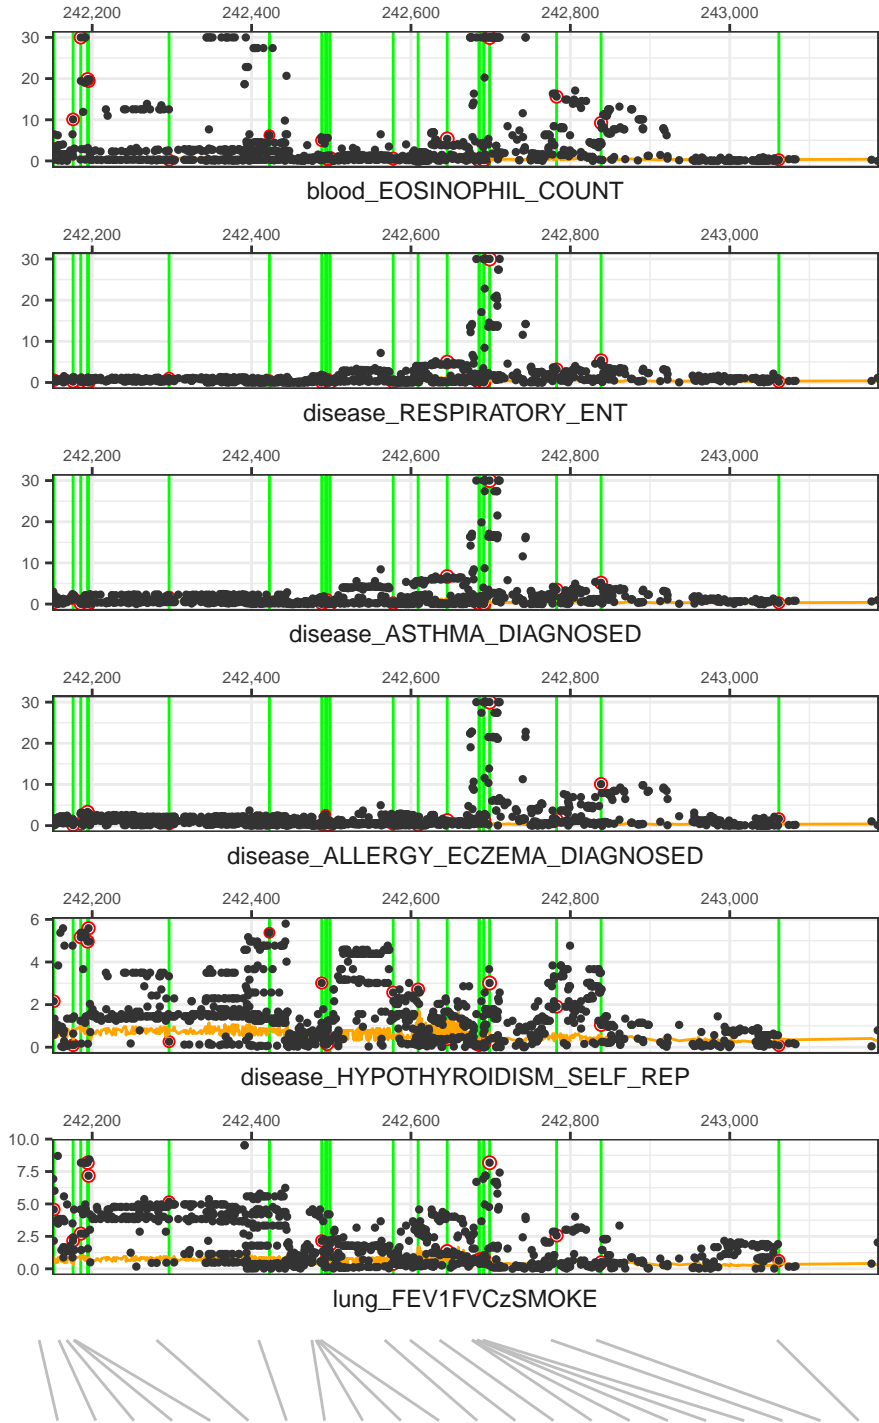 242,200 242,400 242,600 242,800 243,000
30
20
10
0
blood_EOSINOPHIL_COUNT
242,200 242,400 242,600 242,800 243,000
30
20
10
0
disease_RESPIRATORY_ENT
242,200 242,400 242,600 242,800 243,000
30
20
10
0
disease_ASTHMA_DIAGNOSED
242,200 242,400 242,600 242,800 243,000
30
20
10
0
disease_ALLERGY_ECZEMA_DIAGNOSED
242,200 242,400 242,600 242,800 243,000
6
4
2
0
disease_HYPOTHYROIDISM_SELF_REP
242,200 242,400 242,600 242,800 243,000
10.0
7.5
5.0
2.5
0.0
lung_FEV1FVCzSMOKE